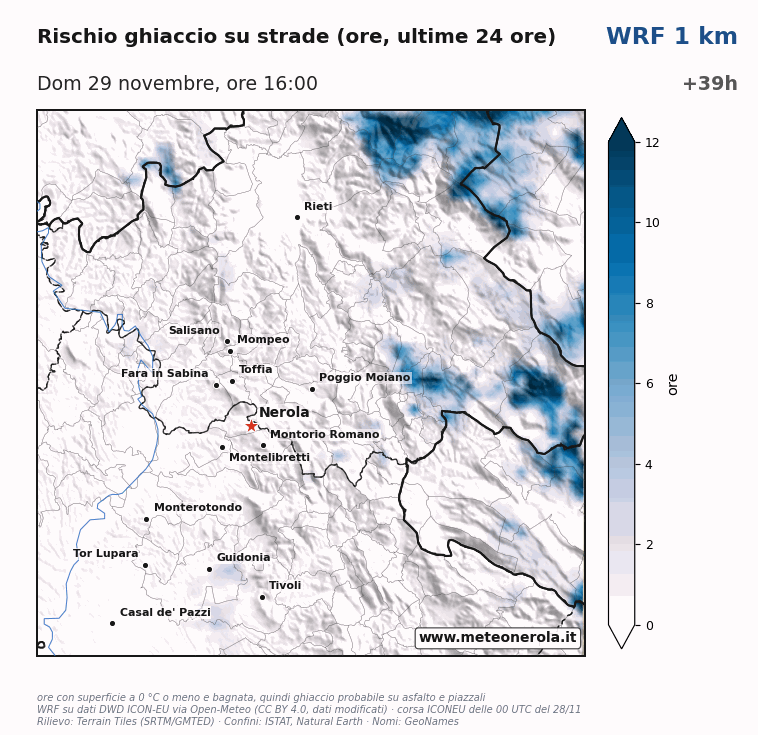 Rischio ghiaccio su strade (ore, ultime 24 ore)
WRF 1 km
Dom 29 novembre, ore 16:00
+39h
Rieti
Salisano
Mompeo
Toffia
Fara in Sabina
Poggio Moiano
Nerola
Montorio Romano
Montelibretti
Monterotondo
Tor Lupara
Guidonia
Tivoli
Casal de' Pazzi
www.meteonerola.it
12
10
8
6
4
2
0
ore
ore con superficie a 0 °C o meno e bagnata, quindi ghiaccio probabile su asfalto e piazzali
WRF su dati DWD ICON-EU via Open-Meteo (CC BY 4.0, dati modificati) · corsa ICONEU delle 00 UTC del 28/11
Rilievo: Terrain Tiles (SRTM/GMTED) · Confini: ISTAT, Natural Earth · Nomi: GeoNames